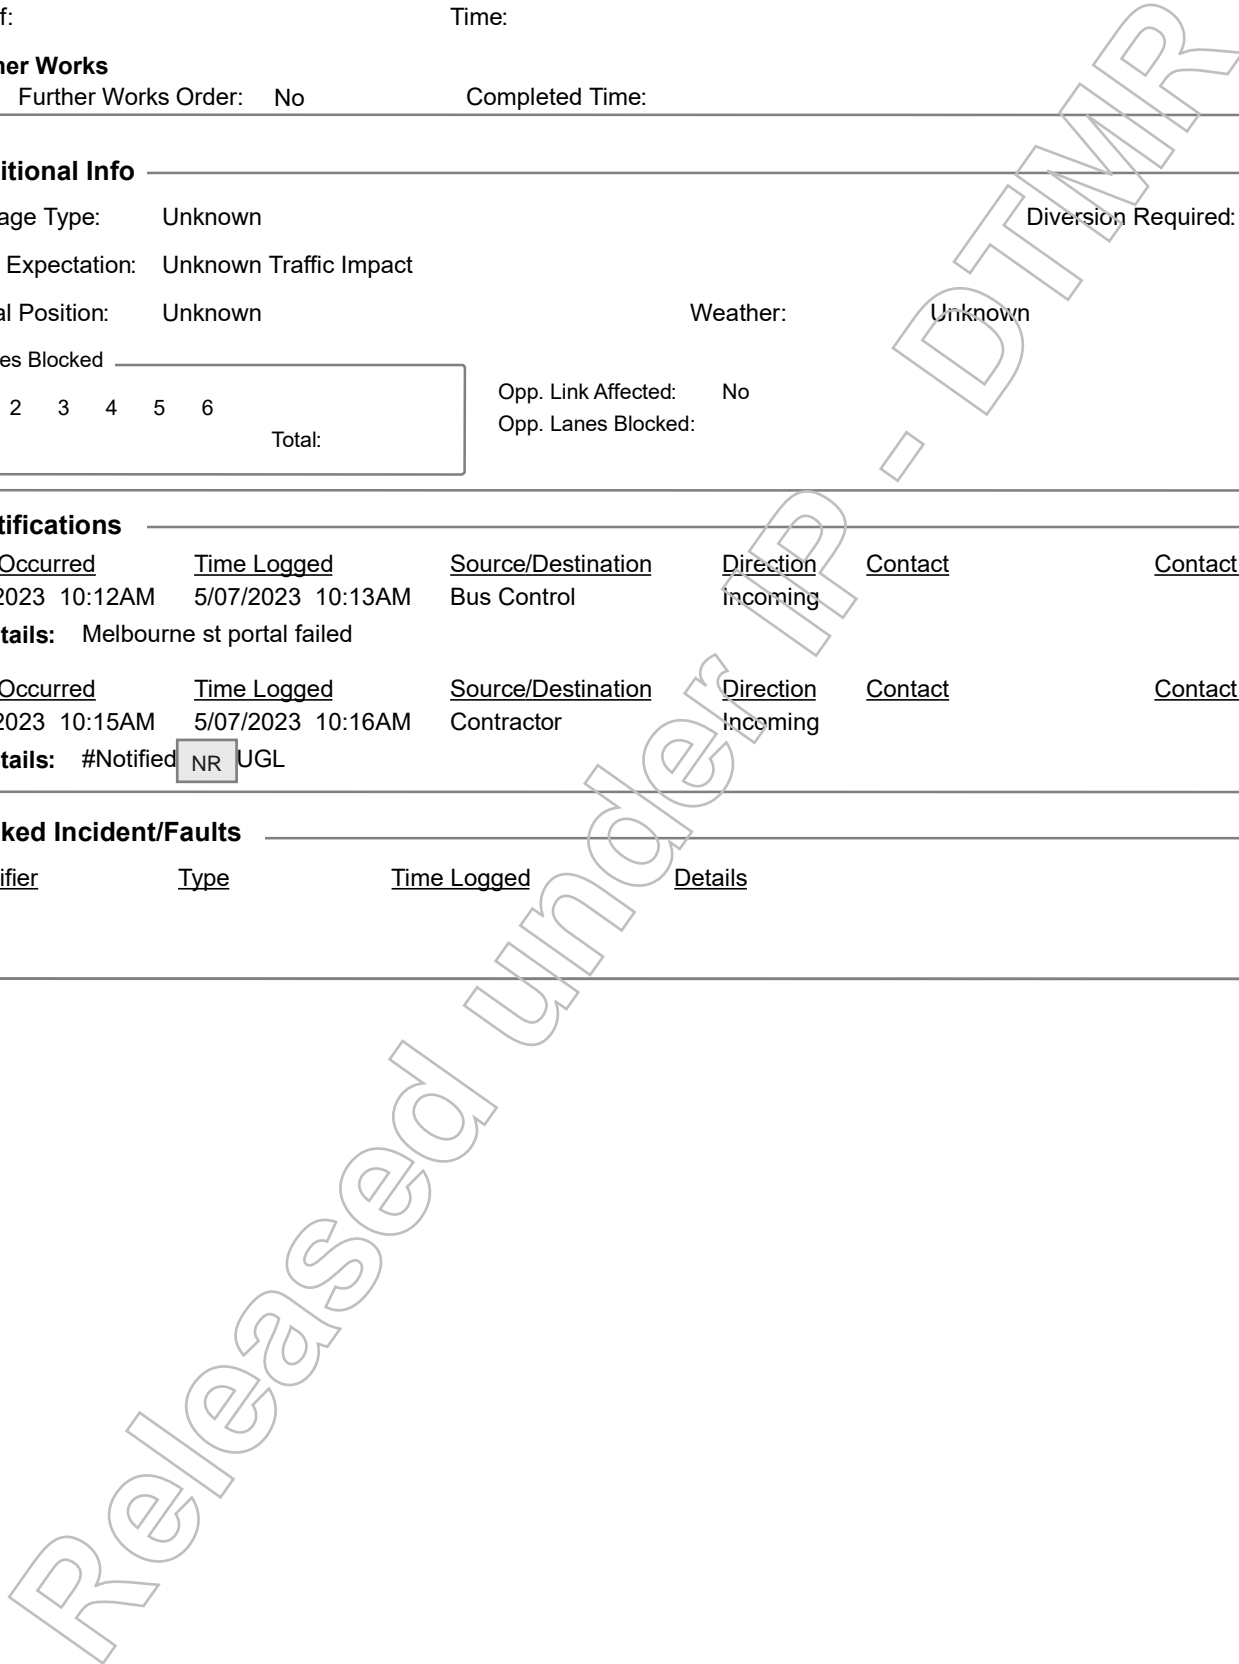 f: Time:
ner Works
Further Works Order: No Completed Time:
itional Info
age Type: Unknown Diversion Required:
Expectation: Unknown Traffic Impact
al Position: Unknown Weather: Unknown
es Blocked
Opp. Link Affected: No
2 3 4 5 6
Opp. Lanes Blocked:
Total:
tifications
Occurred Time Logged Source/Destination Direction Contact Contact
2023 10:12AM 5/07/2023 10:13AM Bus Control Incoming
tails: Melbourne st portal failed
Occurred Time Logged Source/Destination Direction Contact Contact
2023 10:15AM 5/07/2023 10:16AM Contractor Incoming
tails: #Notified NR UGL
ked Incident/Faults
ifier Type Time Logged Details
Released under IP - DTMR